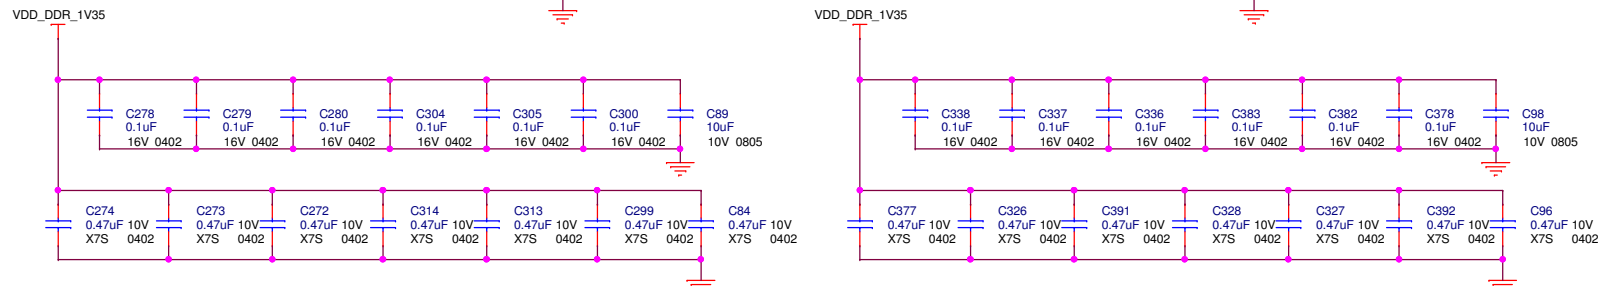 VDD_DDR_1V35 VDD_DDR_1V35
C278 C279 C280 C304 C305 C300 C89 C338 C337 C336 C383 C382 C378 C98
0.1uF 0.1uF 0.1uF 0.1uF 0.1uF 0.1uF 10uF 0.1uF 0.1uF 0.1uF 0.1uF 0.1uF 0.1uF 10uF
16V 0402 16V 0402 16V 0402 16V 0402 16V 0402 16V 0402 10V 0805 16V 0402 16V 0402 16V 0402 16V 0402 16V 0402 16V 0402 10V 0805
C274 C273 C272 C314 C313 C299 C84 C377 C326 C391 C328 C327 C392 C96
0.47uF 10V 0.47uF 10V 0.47uF 10V 0.47uF 10V 0.47uF 10V 0.47uF 10V 0.47uF 10V 0.47uF 10V 0.47uF 10V 0.47uF 10V 0.47uF 10V 0.47uF 10V 0.47uF 10V 0.47uF 10V
X7S 0402 X7S 0402 X7S 0402 X7S 0402 X7S 0402 X7S 0402 X7S 0402 X7S 0402 X7S 0402 X7S 0402 X7S 0402 X7S 0402 X7S 0402 X7S 0402